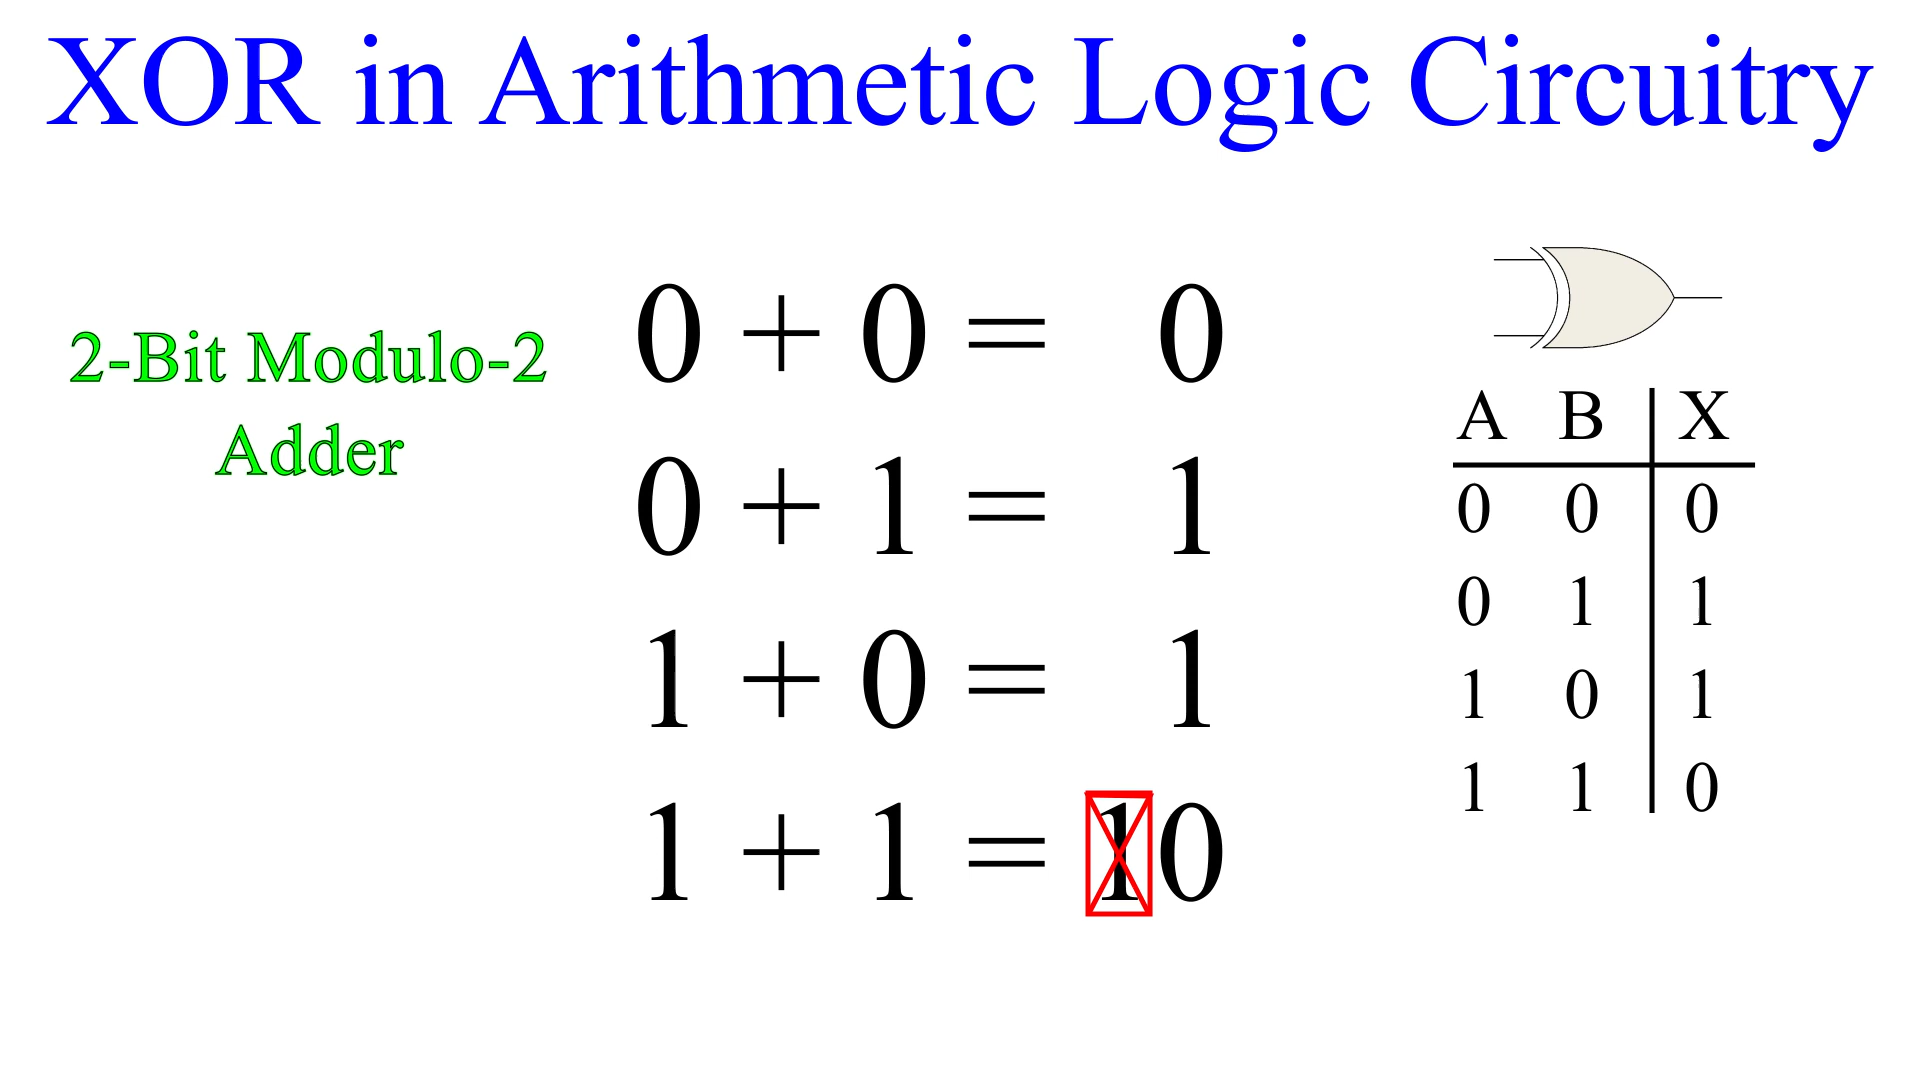 XOR in Arithmetic Logic Circuitry
2-Bit Modulo-2
Adder
0 + 0 = 0
0 + 1 = 1
1 + 0 = 1
1 + 1 = 10
A B X
0 0 0
0 1 1
1 0 1
1 1 0